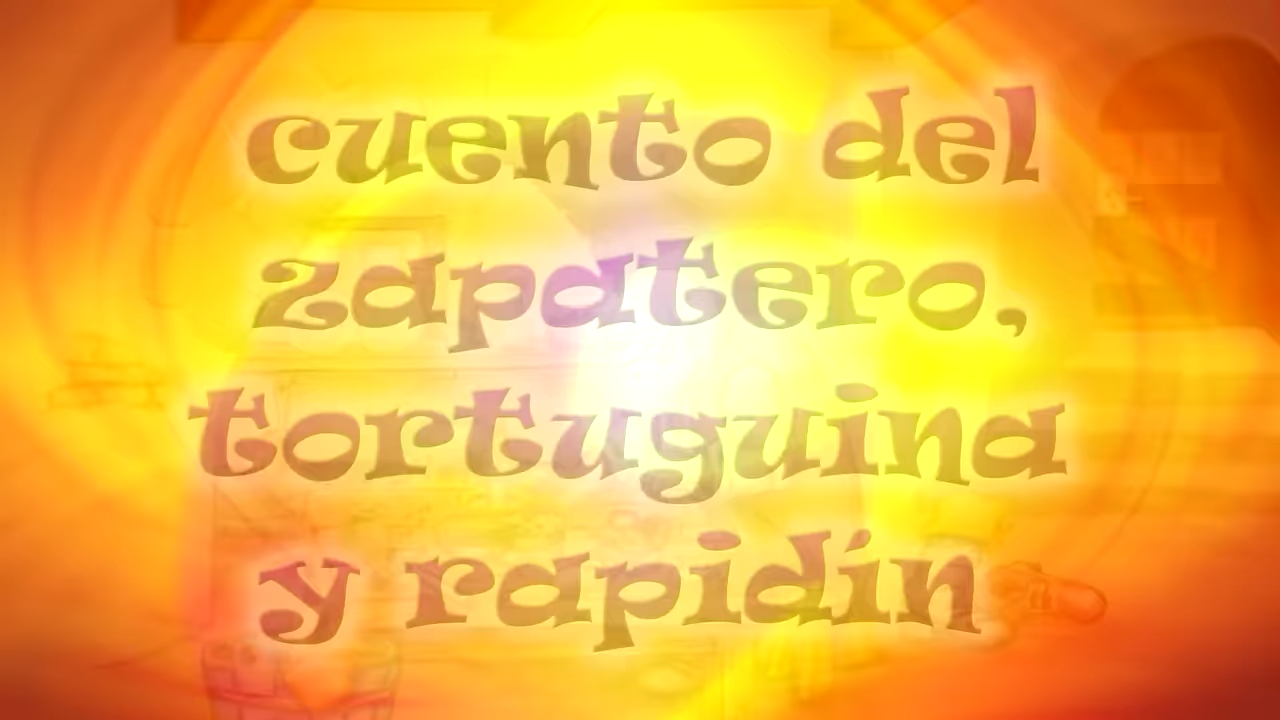 cuento del
zapatero,
tortuguina
y rapidín